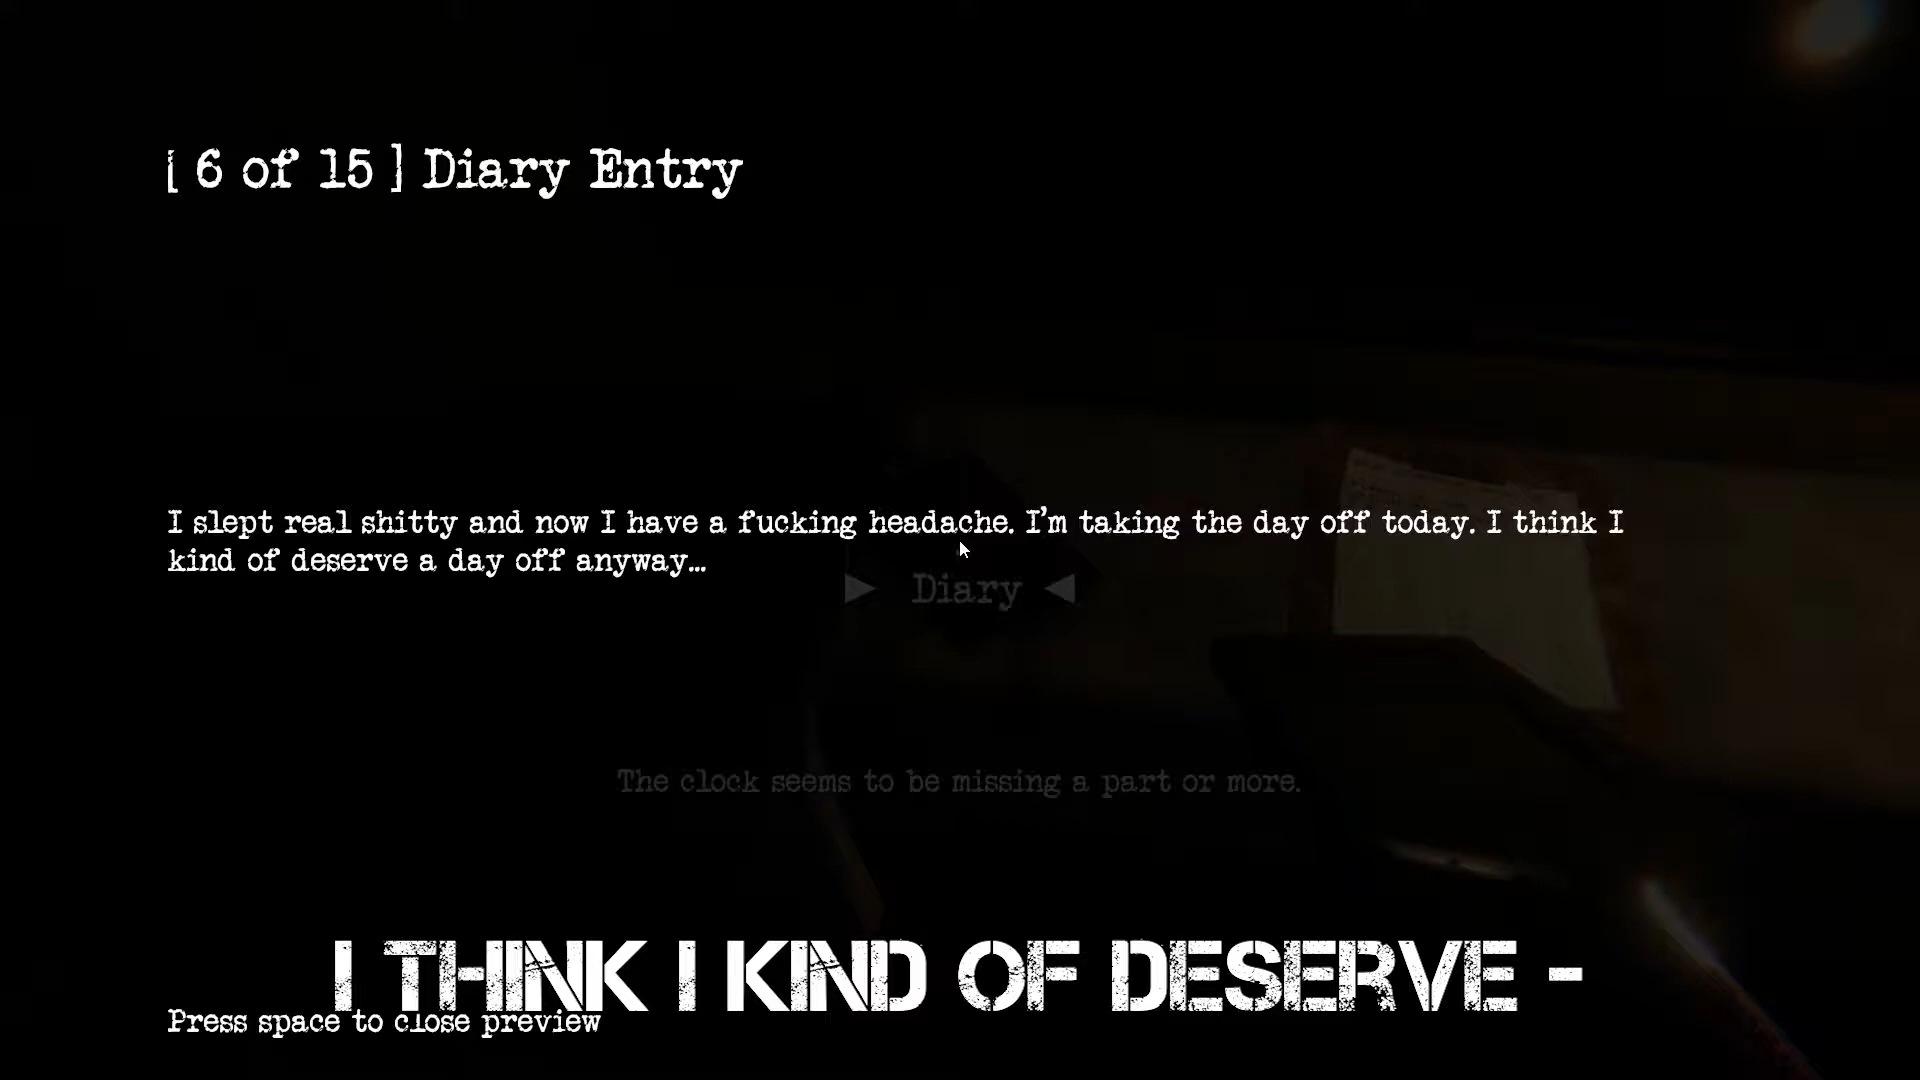 [ 6 of 15 ] Diary Entry
I slept real shitty and now I have a fucking headache. I'm taking the day off today. I think I
kind of deserve a day off anyway...
▶ Diary ◀
The clock seems to be missing a part or more.
I THINK I KIND OF DESERVE -
Press space to close preview